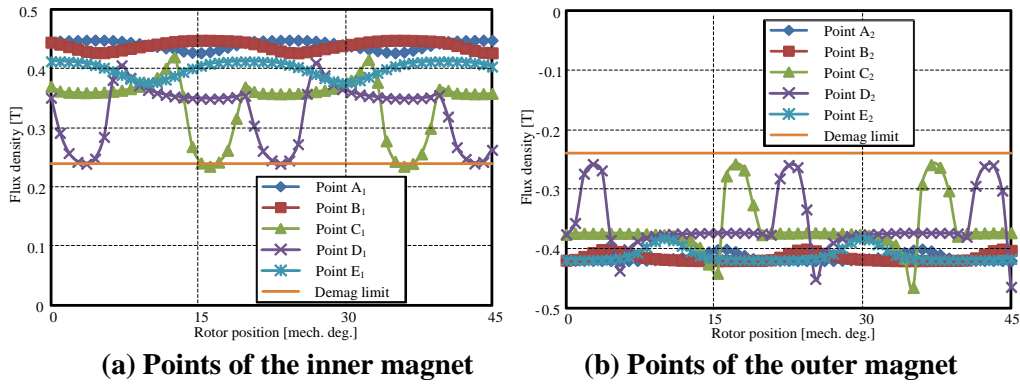 0.5
0.4
0.3
0.2
0.1
0
Flux density [T]
0
15
30
45
Rotor position [mech. deg.]
Point A1
Point B1
Point C1
Point D1
Point E1
Demag limit
(a) Points of the inner magnet
0
-0.1
-0.2
-0.3
-0.4
-0.5
Flux density [T]
0
15
30
45
Rotor position [mech. deg.]
Point A2
Point B2
Point C2
Point D2
Point E2
Demag limit
(b) Points of the outer magnet